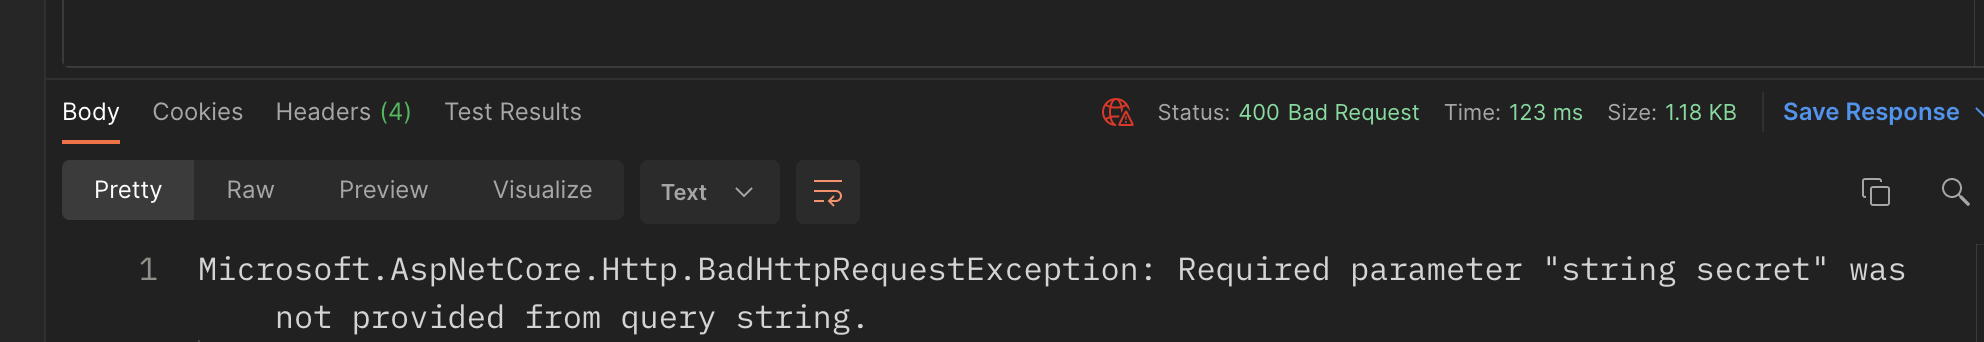 Body Cookies Headers (4) Test Results Status: 400 Bad Request Time: 123 ms Size: 1.18 KB Save Response
Pretty Raw Preview Visualize Text
1 Microsoft.AspNetCore.Http.BadHttpRequestException: Required parameter "string secret" was
not provided from query string.